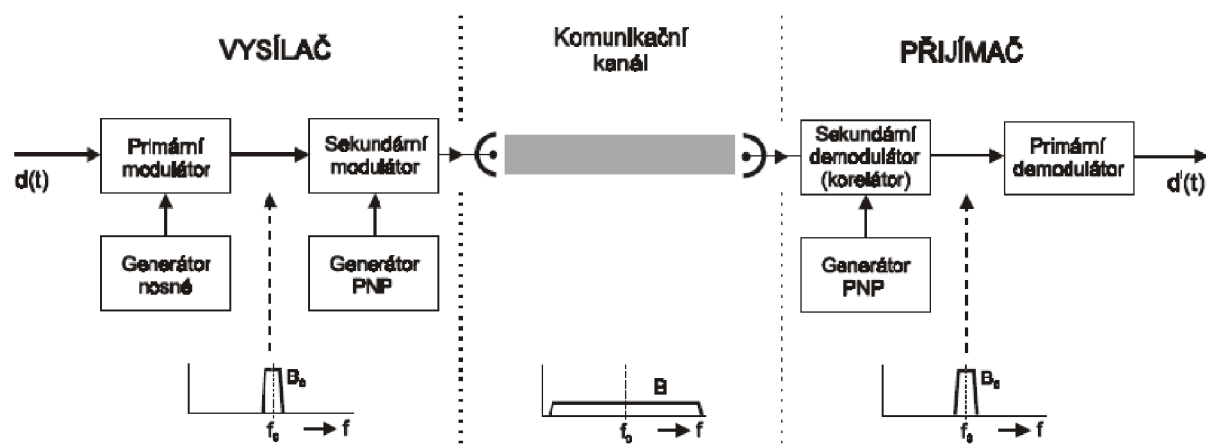 VYSÍLAČ
Komunikační
kanál
PŘIJÍMAČ
d(t)
Primární
modulátor
Sekundární
modulátor
Sekundární
demodulátor
(korelátor)
Primární
demodulátor
d'(t)
Generátor
nosné
Generátor
PNP
Generátor
PNP
B
f
B
f
B
f